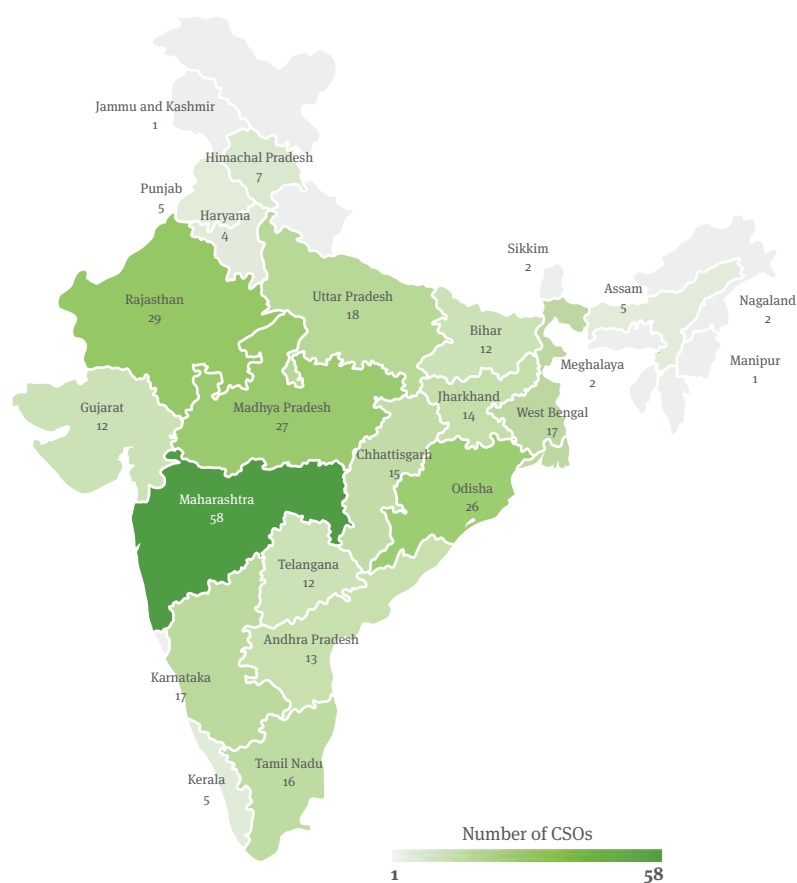 Jammu and Kashmir
1
Himachal Pradesh
7
Punjab
5
Haryana
4
Sikkim
2
Assam
5
Nagaland
2
Rajasthan
29
Uttar Pradesh
18
Bihar
12
Meghalaya
2
Manipur
1
Gujarat
12
Madhya Pradesh
27
Jharkhand
14
West Bengal
17
Chhattisgarh
15
Maharashtra
58
Odisha
26
Telangana
12
Andhra Pradesh
13
Karnataka
17
Tamil Nadu
16
Kerala
5
Number of CSOs
1 58